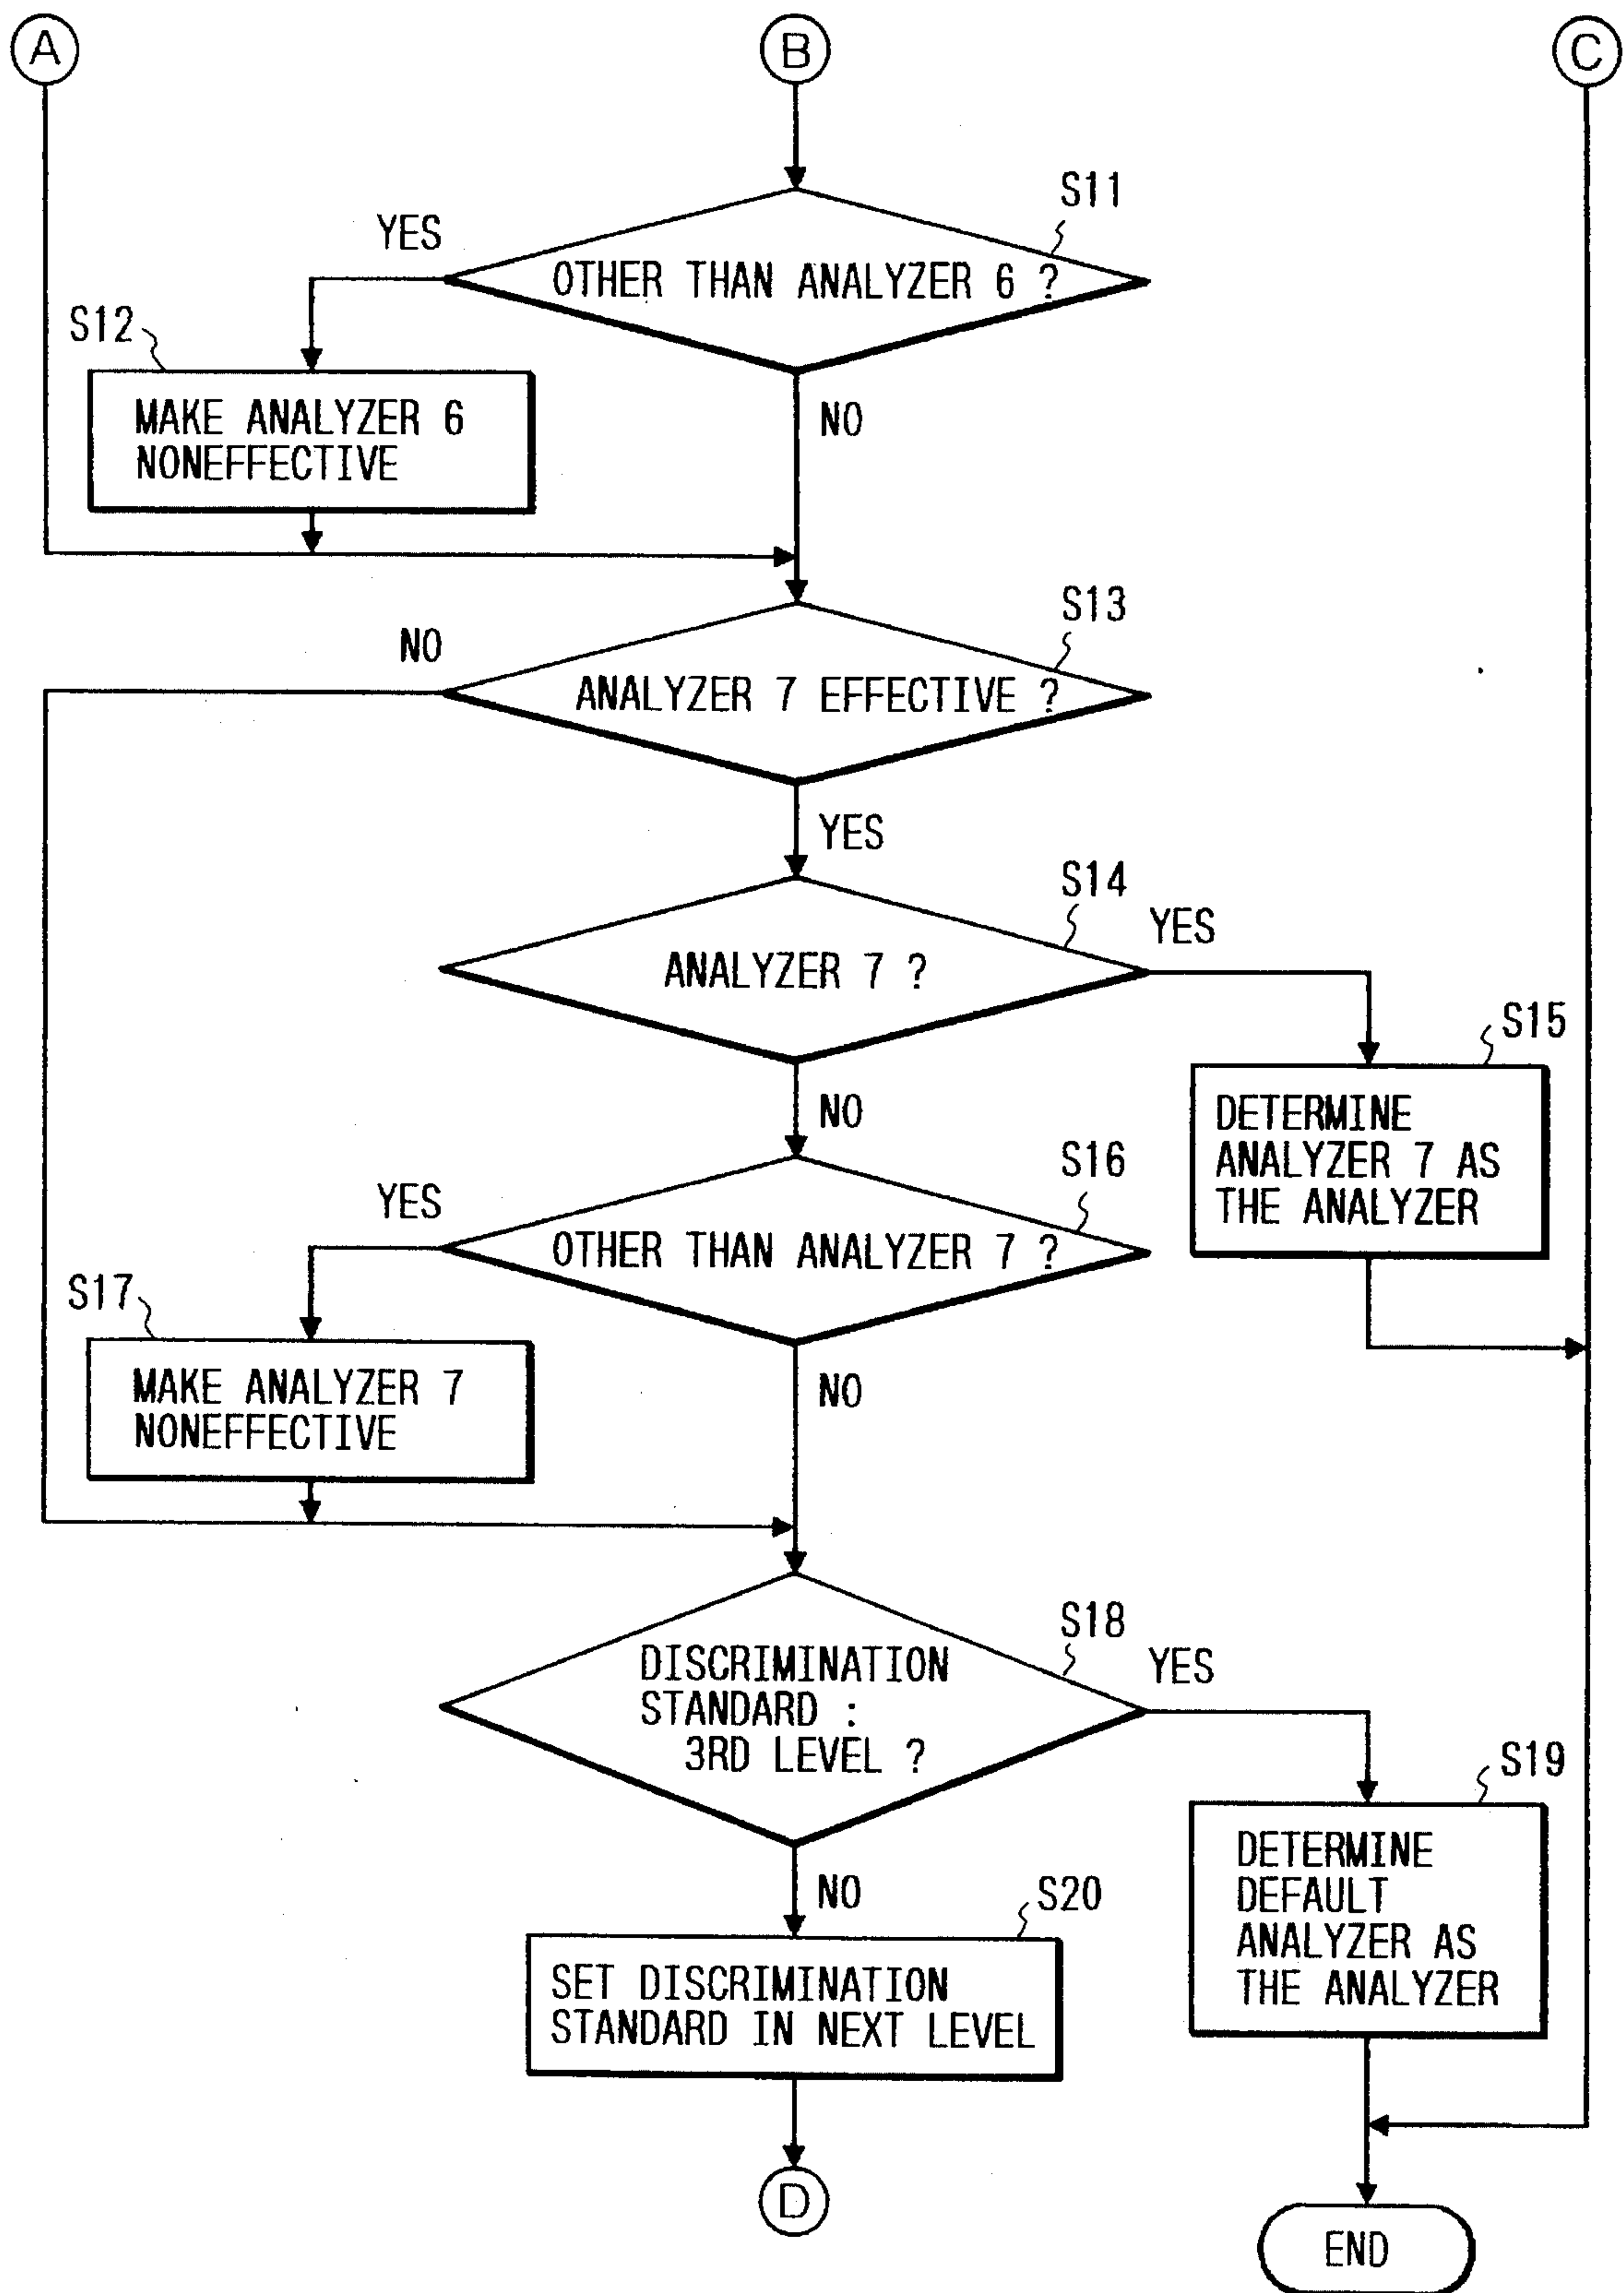 A
B
C
S11
YES
OTHER THAN ANALYZER 6 ?
S12
MAKE ANALYZER 6
NONEFFECTIVE
NO
S13
NO
ANALYZER 7 EFFECTIVE ?
YES
S14
YES
ANALYZER 7 ?
S15
DETERMINE
ANALYZER 7 AS
THE ANALYZER
NO
S16
YES
OTHER THAN ANALYZER 7 ?
S17
MAKE ANALYZER 7
NONEFFECTIVE
NO
S18
YES
DISCRIMINATION
STANDARD :
3RD LEVEL ?
S19
DETERMINE
DEFAULT
ANALYZER AS
THE ANALYZER
NO
S20
SET DISCRIMINATION
STANDARD IN NEXT LEVEL
D
END